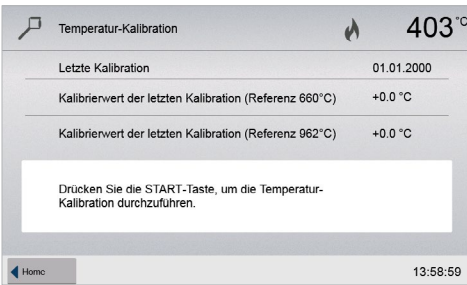 Temperatur-Kalibration
403°C
Letzte Kalibration 01.01.2000
Kalibrierwert der letzten Kalibration (Referenz 660°C) +0.0 °C
Kalibrierwert der letzten Kalibration (Referenz 962°C) +0.0 °C
Drücken Sie die START-Taste, um die Temperatur-
Kalibration durchzuführen.
Home 13:58:59